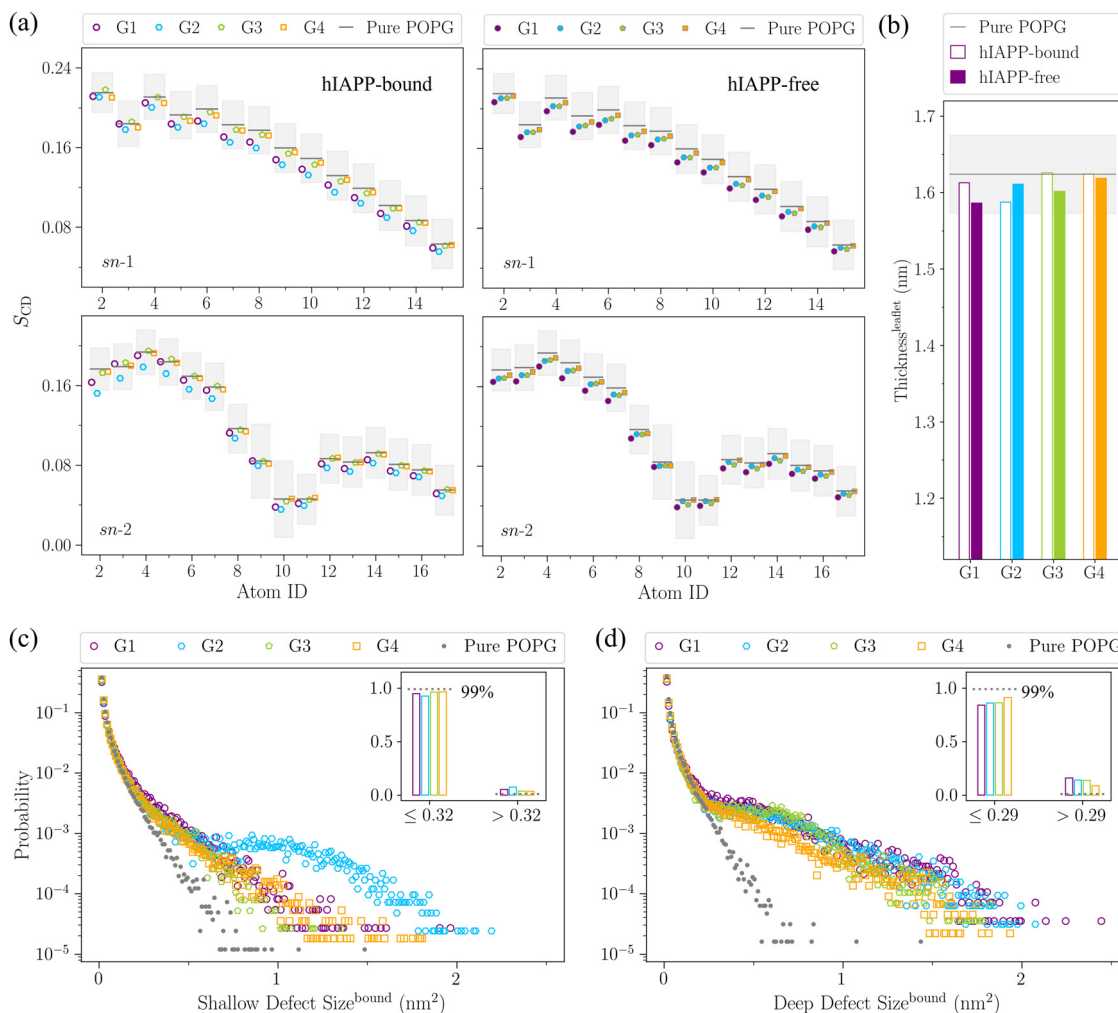 (a)
G1 G2 G3 G4 Pure POPG
G1 G2 G3 G4 Pure POPG
(b)
Pure POPG
hIAPP-bound
hIAPP-free
0.24
0.16
0.08
hIAPP-bound
sn-1
2 4 6 8 10 12 14
hIAPP-free
sn-1
2 4 6 8 10 12 14
S_CD
0.16
0.08
0.00
sn-2
2 4 6 8 10 12 14 16
Atom ID
sn-2
2 4 6 8 10 12 14 16
Atom ID
Thickness^leaflet (nm)
1.7
1.6
1.5
1.4
1.3
1.2
G1 G2 G3 G4
(c)
G1 G2 G3 G4 Pure POPG
Probability
10^−1
10^−2
10^−3
10^−4
10^−5
1.0
0.5
0.0
99%
≤ 0.32 > 0.32
0 1 2
Shallow Defect Size^bound (nm^2)
(d)
G1 G2 G3 G4 Pure POPG
10^−1
10^−2
10^−3
10^−4
10^−5
1.0
0.5
0.0
99%
≤ 0.29 > 0.29
0 1 2
Deep Defect Size^bound (nm^2)